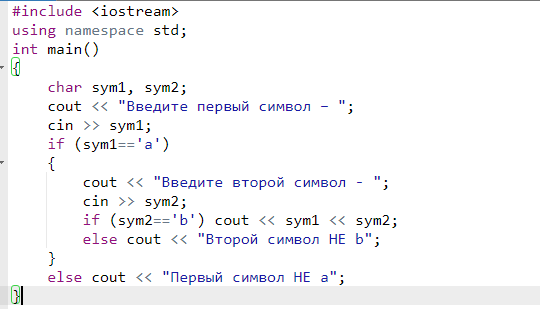 #include <iostream>
using namespace std;
int main()
{
char sym1, sym2;
cout << "Введите первый символ – ";
cin >> sym1;
if (sym1=='a')
{
cout << "Введите второй символ - ";
cin >> sym2;
if (sym2=='b') cout << sym1 << sym2;
else cout << "Второй символ НЕ b";
}
else cout << "Первый символ НЕ a";
}